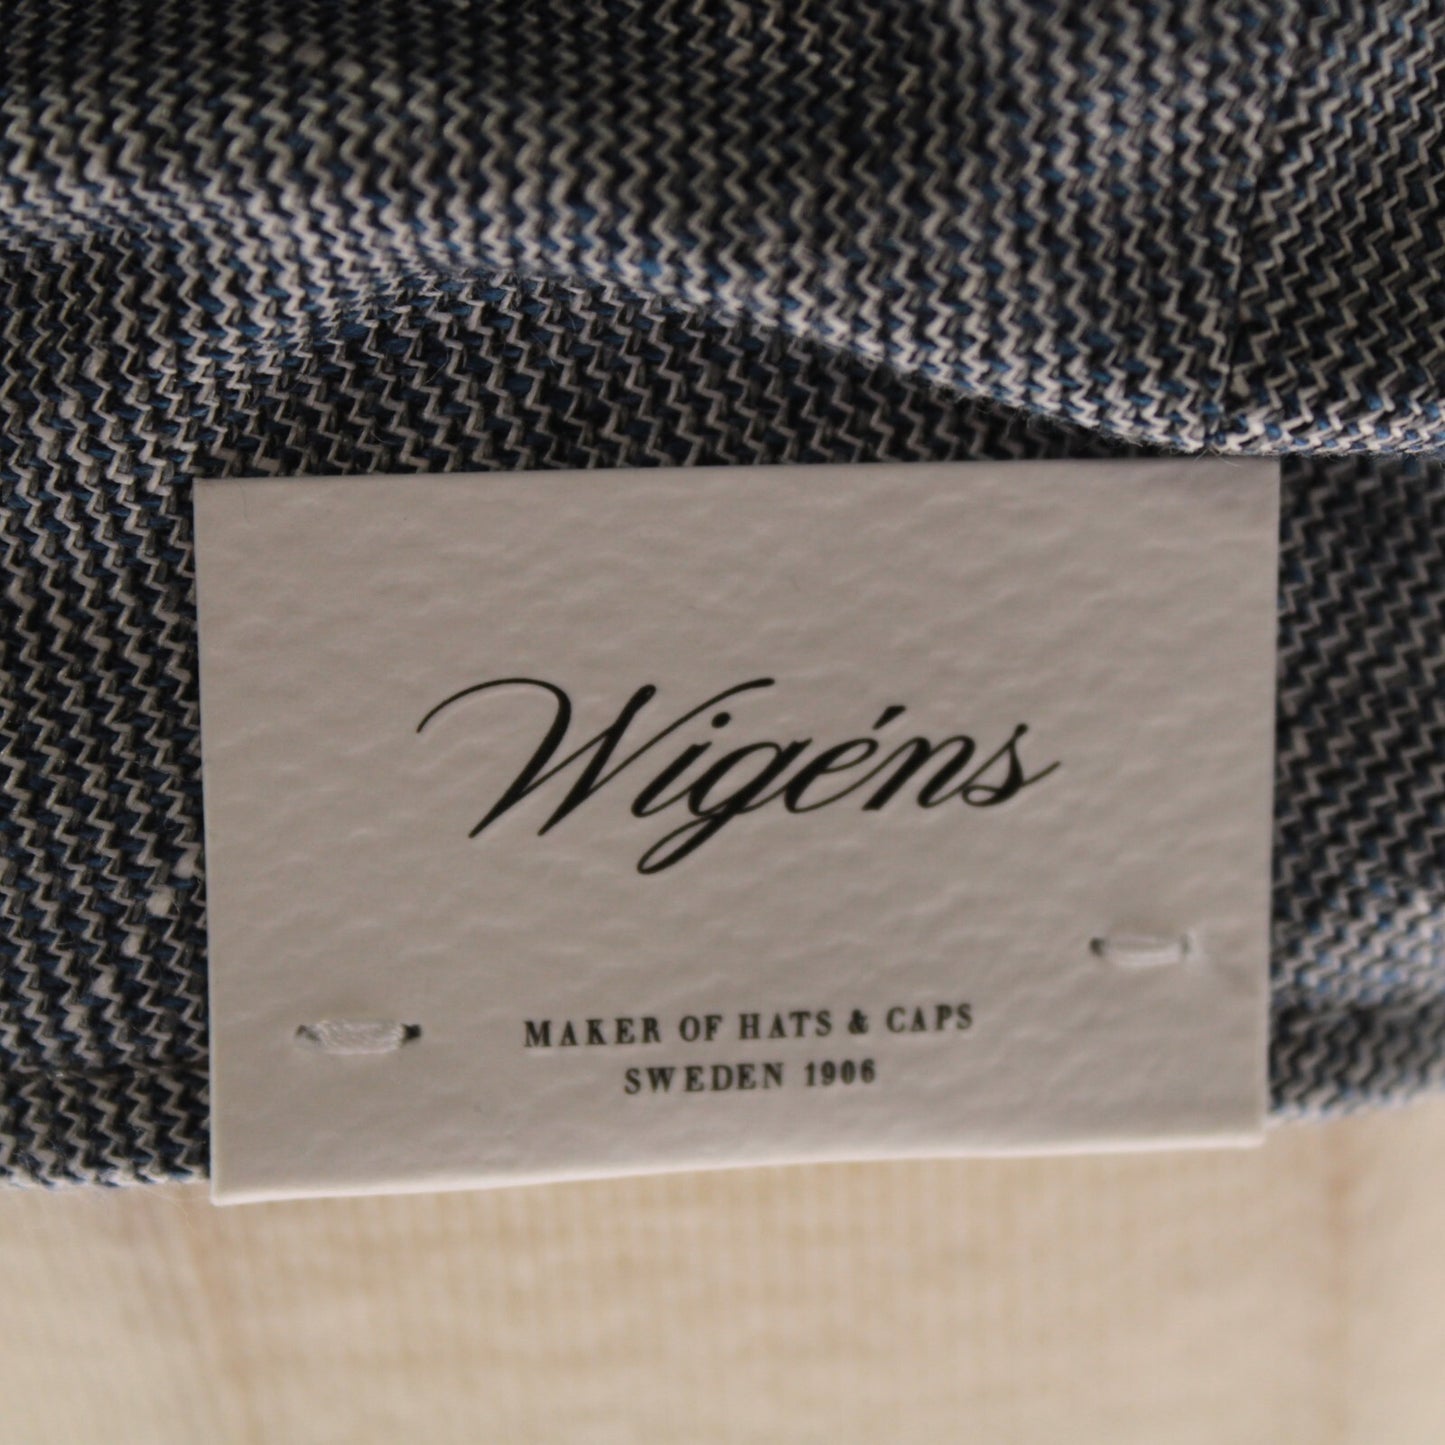 Wigéns
MAKER OF HATS & CAPS
SWEDEN 1906